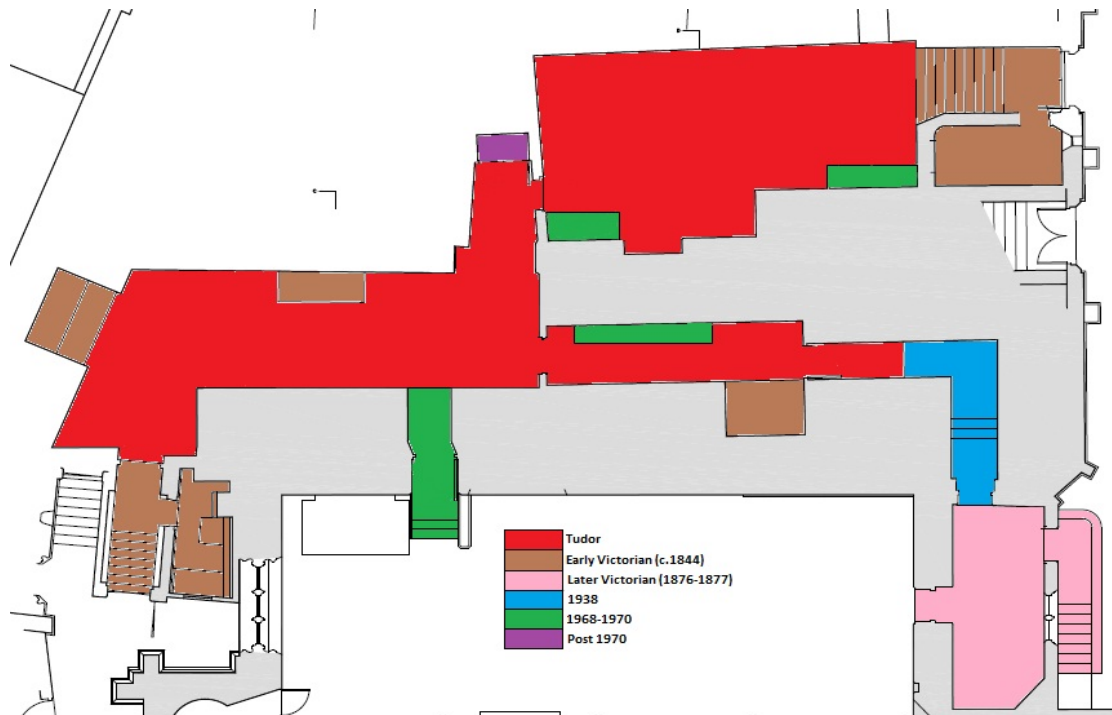 Tudor
Early Victorian (c.1844)
Later Victorian (1876-1877)
1938
1968-1970
Post 1970